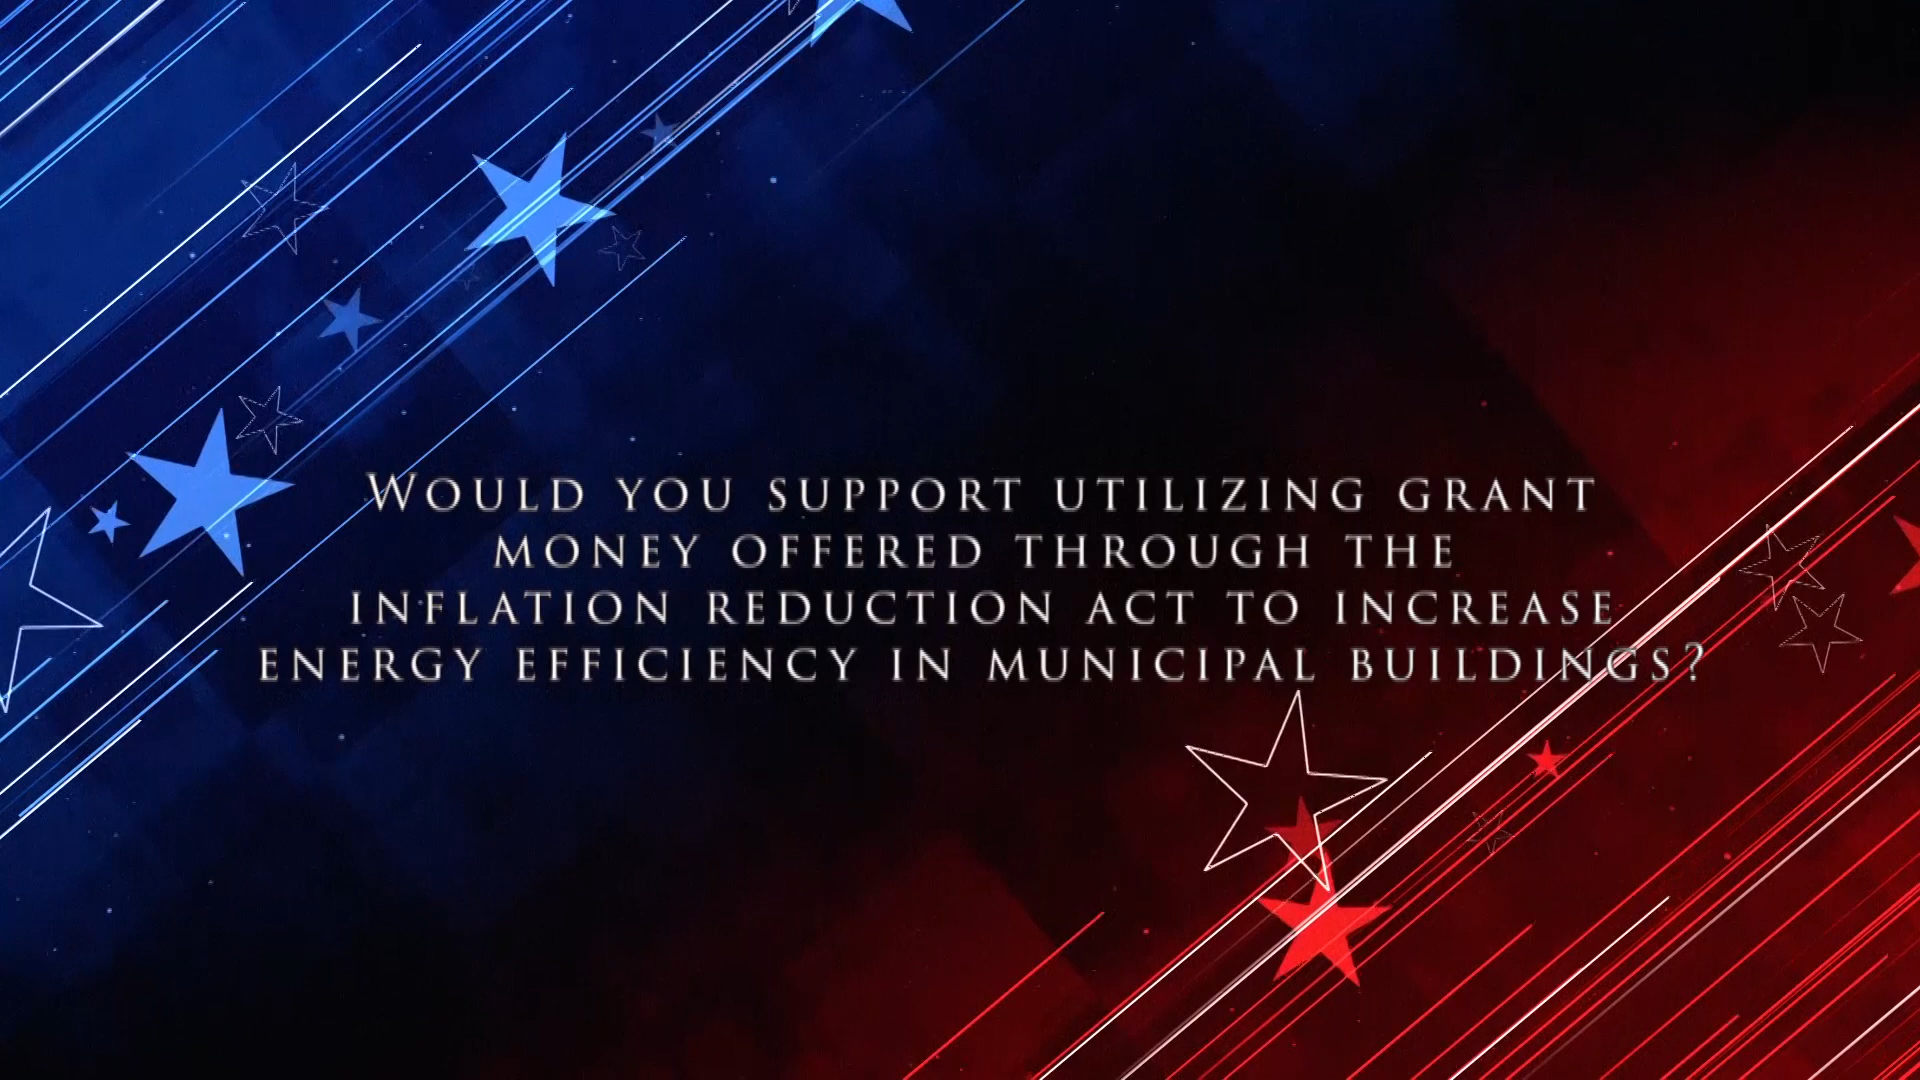 Would you support utilizing grant
money offered through the
inflation reduction act to increase
energy efficiency in municipal buildings?